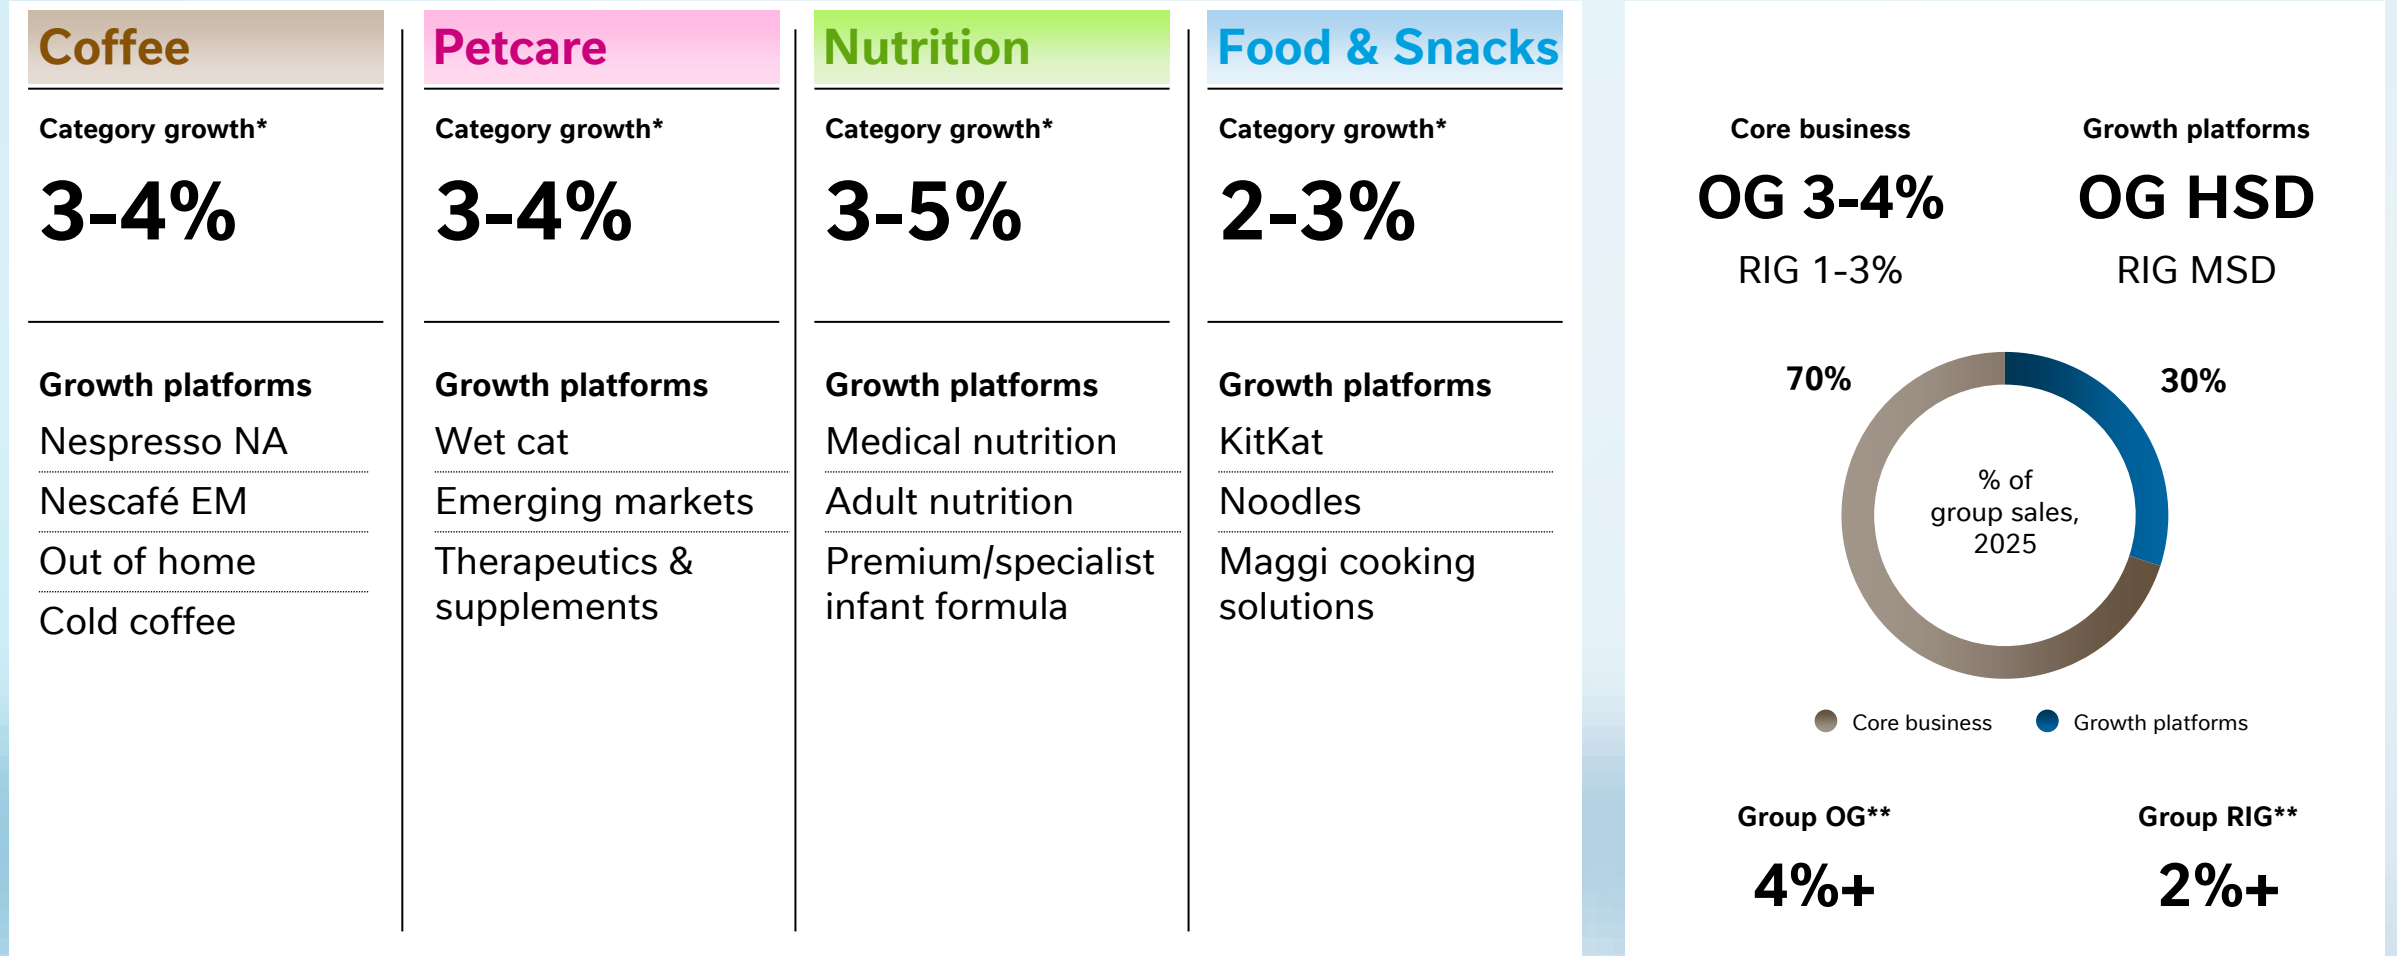 Coffee
Category growth*
3-4%
Growth platforms
Nespresso NA
Nescafé EM
Out of home
Cold coffee
Petcare
Category growth*
3-4%
Growth platforms
Wet cat
Emerging markets
Therapeutics &
supplements
Nutrition
Category growth*
3-5%
Growth platforms
Medical nutrition
Adult nutrition
Premium/specialist
infant formula
Food & Snacks
Category growth*
2-3%
Growth platforms
KitKat
Noodles
Maggi cooking
solutions
Core business
OG 3-4%
RIG 1-3%
Growth platforms
OG HSD
RIG MSD
70%
30%
% of
group sales,
2025
Core business
Growth platforms
Group OG**
4%+
Group RIG**
2%+